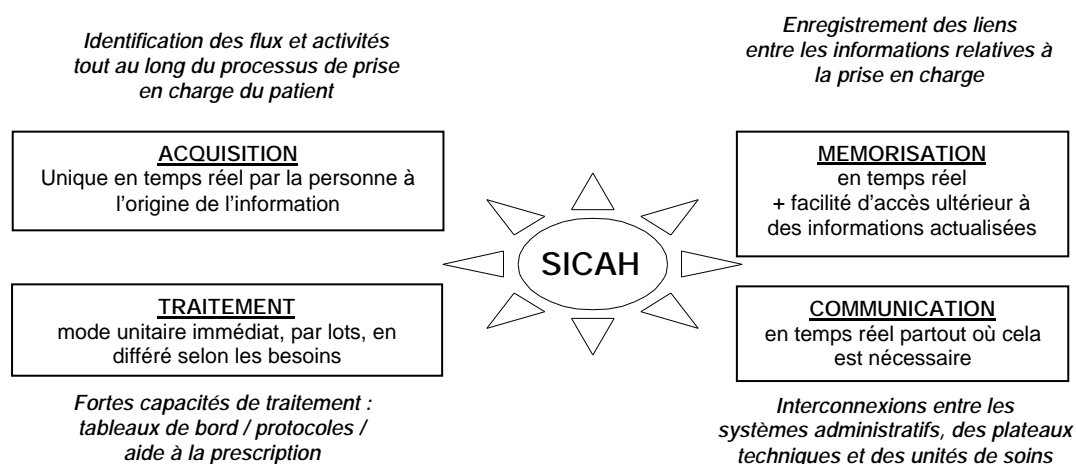 Identification des flux et activités
tout au long du processus de prise
en charge du patient
ACQUISITION
Unique en temps réel par la personne à
l'origine de l'information
Enregistrement des liens
entre les informations relatives à
la prise en charge
MEMORISATION
en temps réel
+ facilité d'accès ultérieur à
des informations actualisées
SICAH
TRAITEMENT
mode unitaire immédiat, par lots, en
différé selon les besoins
Fortes capacités de traitement :
tableaux de bord / protocoles /
aide à la prescription
COMMUNICATION
en temps réel partout où cela
est nécessaire
Interconnexions entre les
systèmes administratifs, des plateaux
techniques et des unités de soins